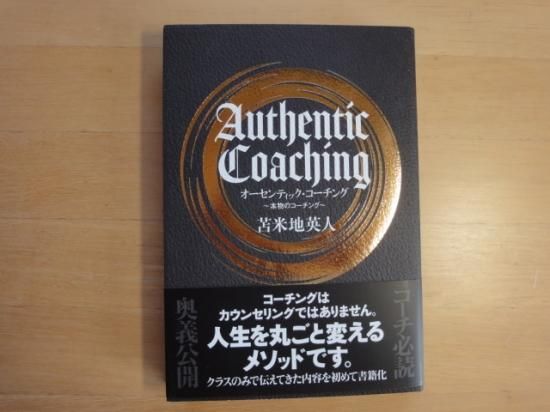 Authentic
Coaching
オーセンティック・コーチング
～本物のコーチング～
苫米地英人
コーチングは
カウンセリングではありません。
人生を丸ごと変える
メソッドです。
クラスのみで伝えてきた内容を初めて書籍化
コーチ必読
奥義公開